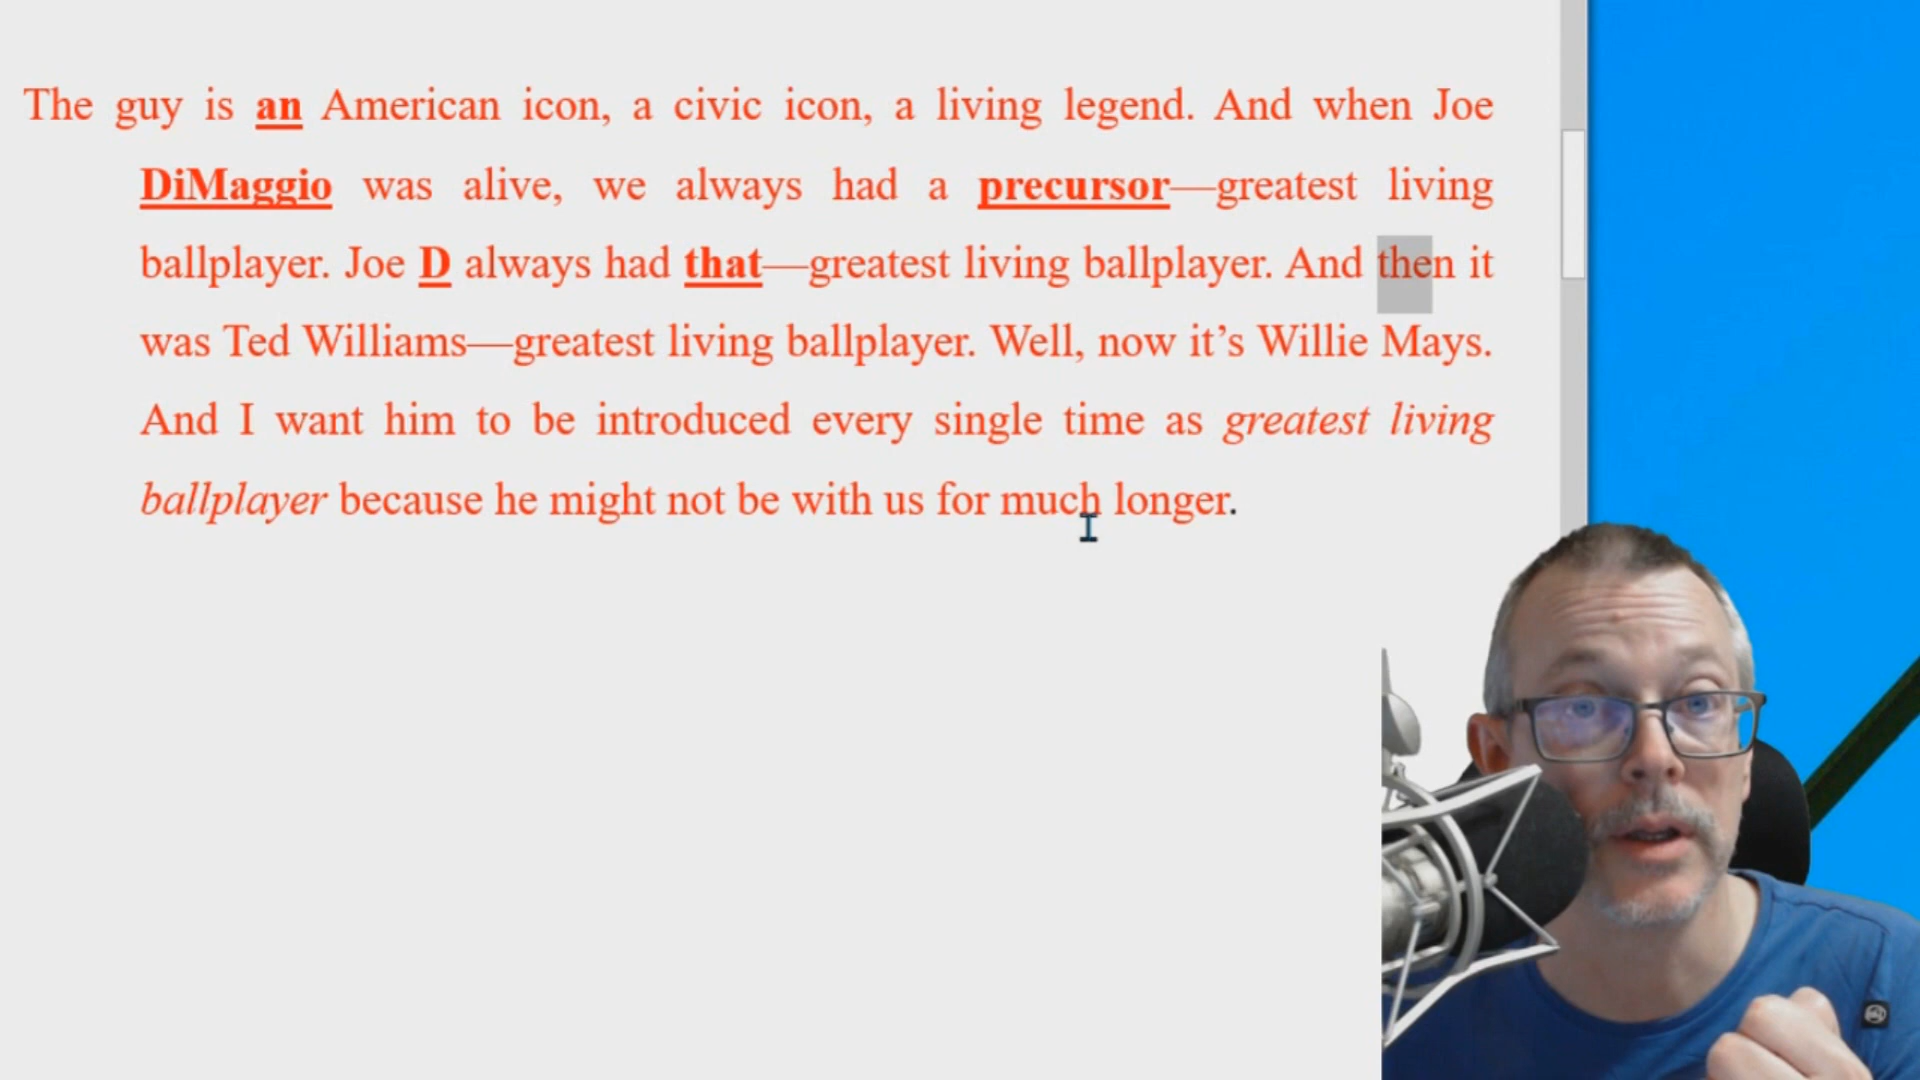 The guy is an American icon, a civic icon, a living legend. And when Joe
DiMaggio was alive, we always had a precursor—greatest living
ballplayer. Joe D always had that—greatest living ballplayer. And then it
was Ted Williams—greatest living ballplayer. Well, now it’s Willie Mays.
And I want him to be introduced every single time as greatest living
ballplayer because he might not be with us for much longer.